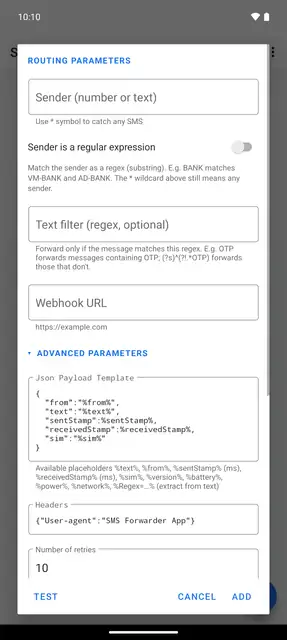 10:10
S
ROUTING PARAMETERS
Sender (number or text)
Use * symbol to catch any SMS
Sender is a regular expression
Match the sender as a regex (substring). E.g. BANK matches
VM-BANK and AD-BANK. The * wildcard above still means any
sender.
Text filter (regex, optional)
Forward only if the message matches this regex. E.g. OTP
forwards messages containing OTP; (?s)^(?!.*OTP) forwards
those that don't.
Webhook URL
https://example.com
ADVANCED PARAMETERS
Json Payload Template
{
"from":"%from%",
"text":"%text%",
"sentStamp":%sentStamp%,
"receivedStamp":%receivedStamp%,
"sim":"%sim%"
}
Available placeholders %text%, %from%, %sentStamp% (ms),
%receivedStamp% (ms), %sim%, %version%, %battery%,
%power%, %network%, %Regex=…% (extract from text)
Headers
{"User-agent":"SMS Forwarder App"}
Number of retries
10
TEST CANCEL ADD